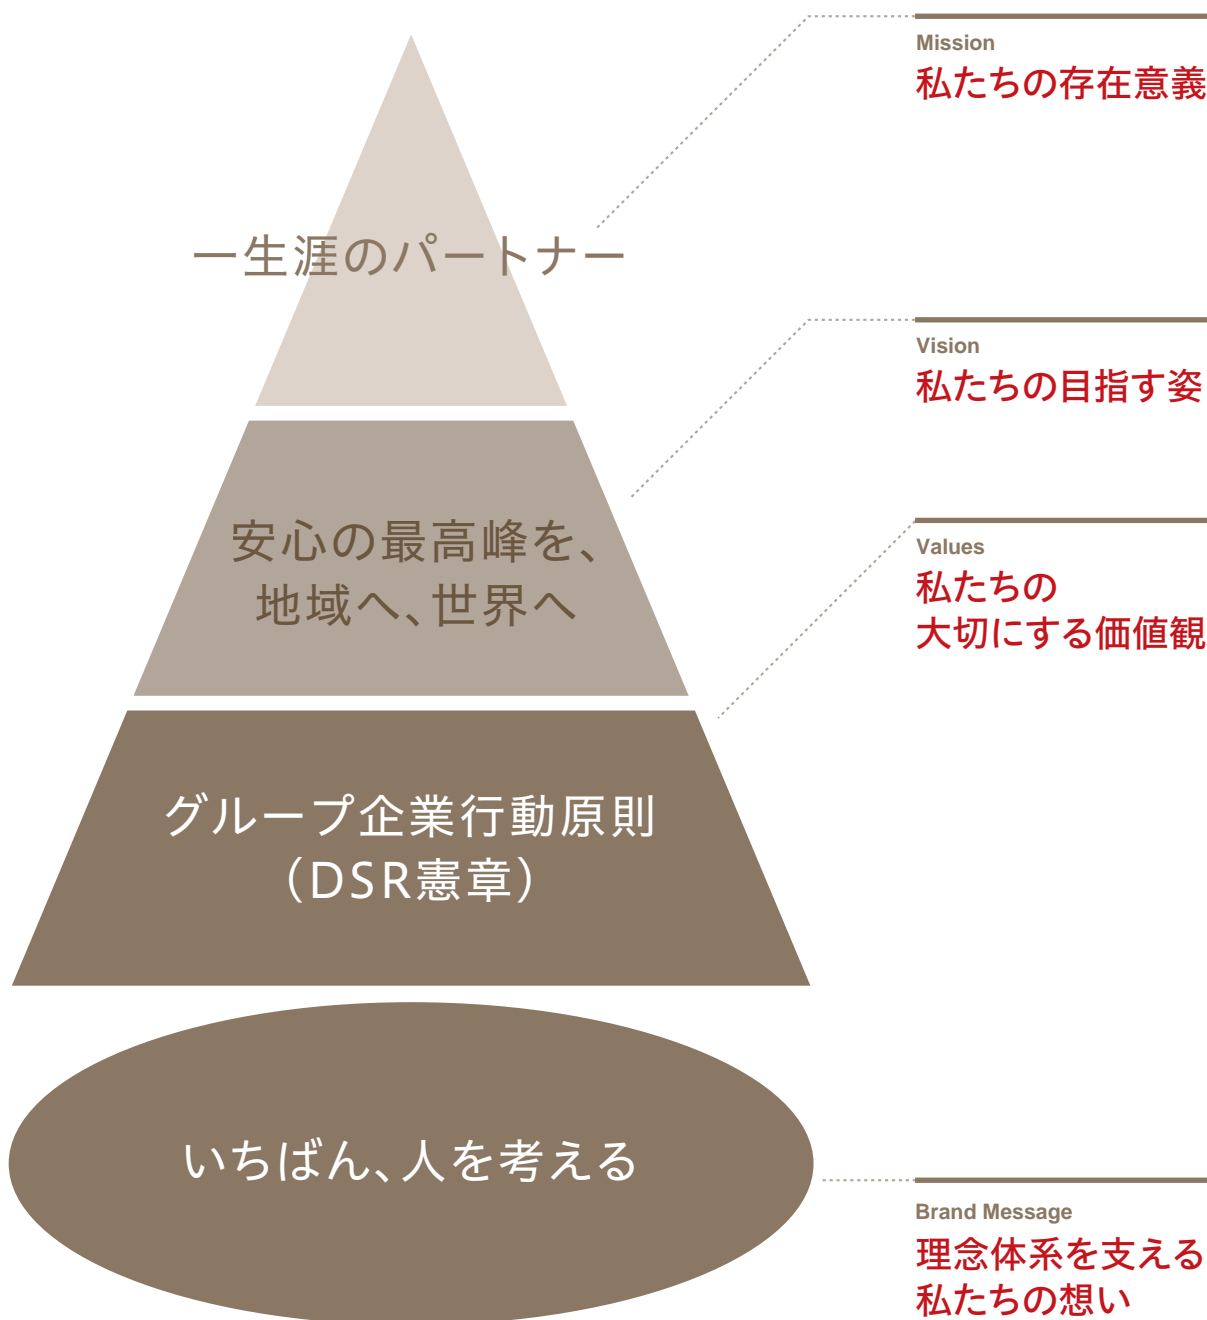 Mission
私たちの存在意義
一生涯のパートナー
Vision
私たちの目指す姿
安心の最高峰を、
地域へ、世界へ
Values
私たちの
大切にする価値観
グループ企業行動原則
（DSR憲章）
いちばん、人を考える
Brand Message
理念体系を支える
私たちの想い